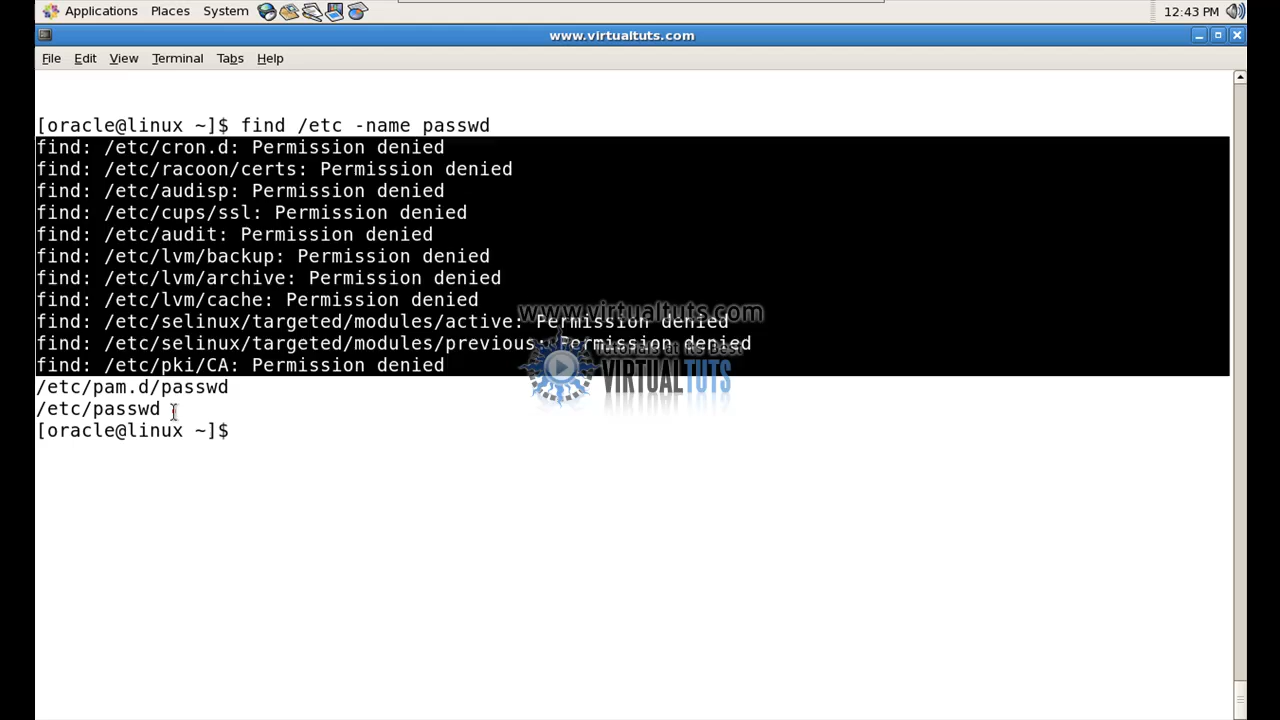 Applications Places System 12:43 PM
www.virtualtuts.com
File Edit View Terminal Tabs Help
[oracle@linux ~]$ find /etc -name passwd
find: /etc/cron.d: Permission denied
find: /etc/racoon/certs: Permission denied
find: /etc/audisp: Permission denied
find: /etc/cups/ssl: Permission denied
find: /etc/audit: Permission denied
find: /etc/lvm/backup: Permission denied
find: /etc/lvm/archive: Permission denied
find: /etc/lvm/cache: Permission denied
www.virtualtuts.com
find: /etc/selinux/targeted/modules/active: Permission denied
find: /etc/selinux/targeted/modules/previous: Permission denied
Tutorials at its Best
find: /etc/pki/CA: Permission denied
VIRTUALTUTS
/etc/pam.d/passwd
/etc/passwd
[oracle@linux ~]$